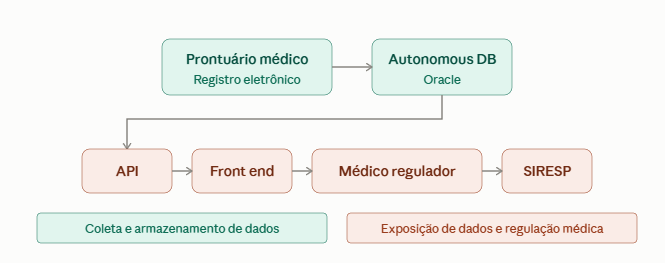 Prontuário médico
Registro eletrônico
Autonomous DB
Oracle
API
Front end
Médico regulador
SIRESP
Coleta e armazenamento de dados
Exposição de dados e regulação médica